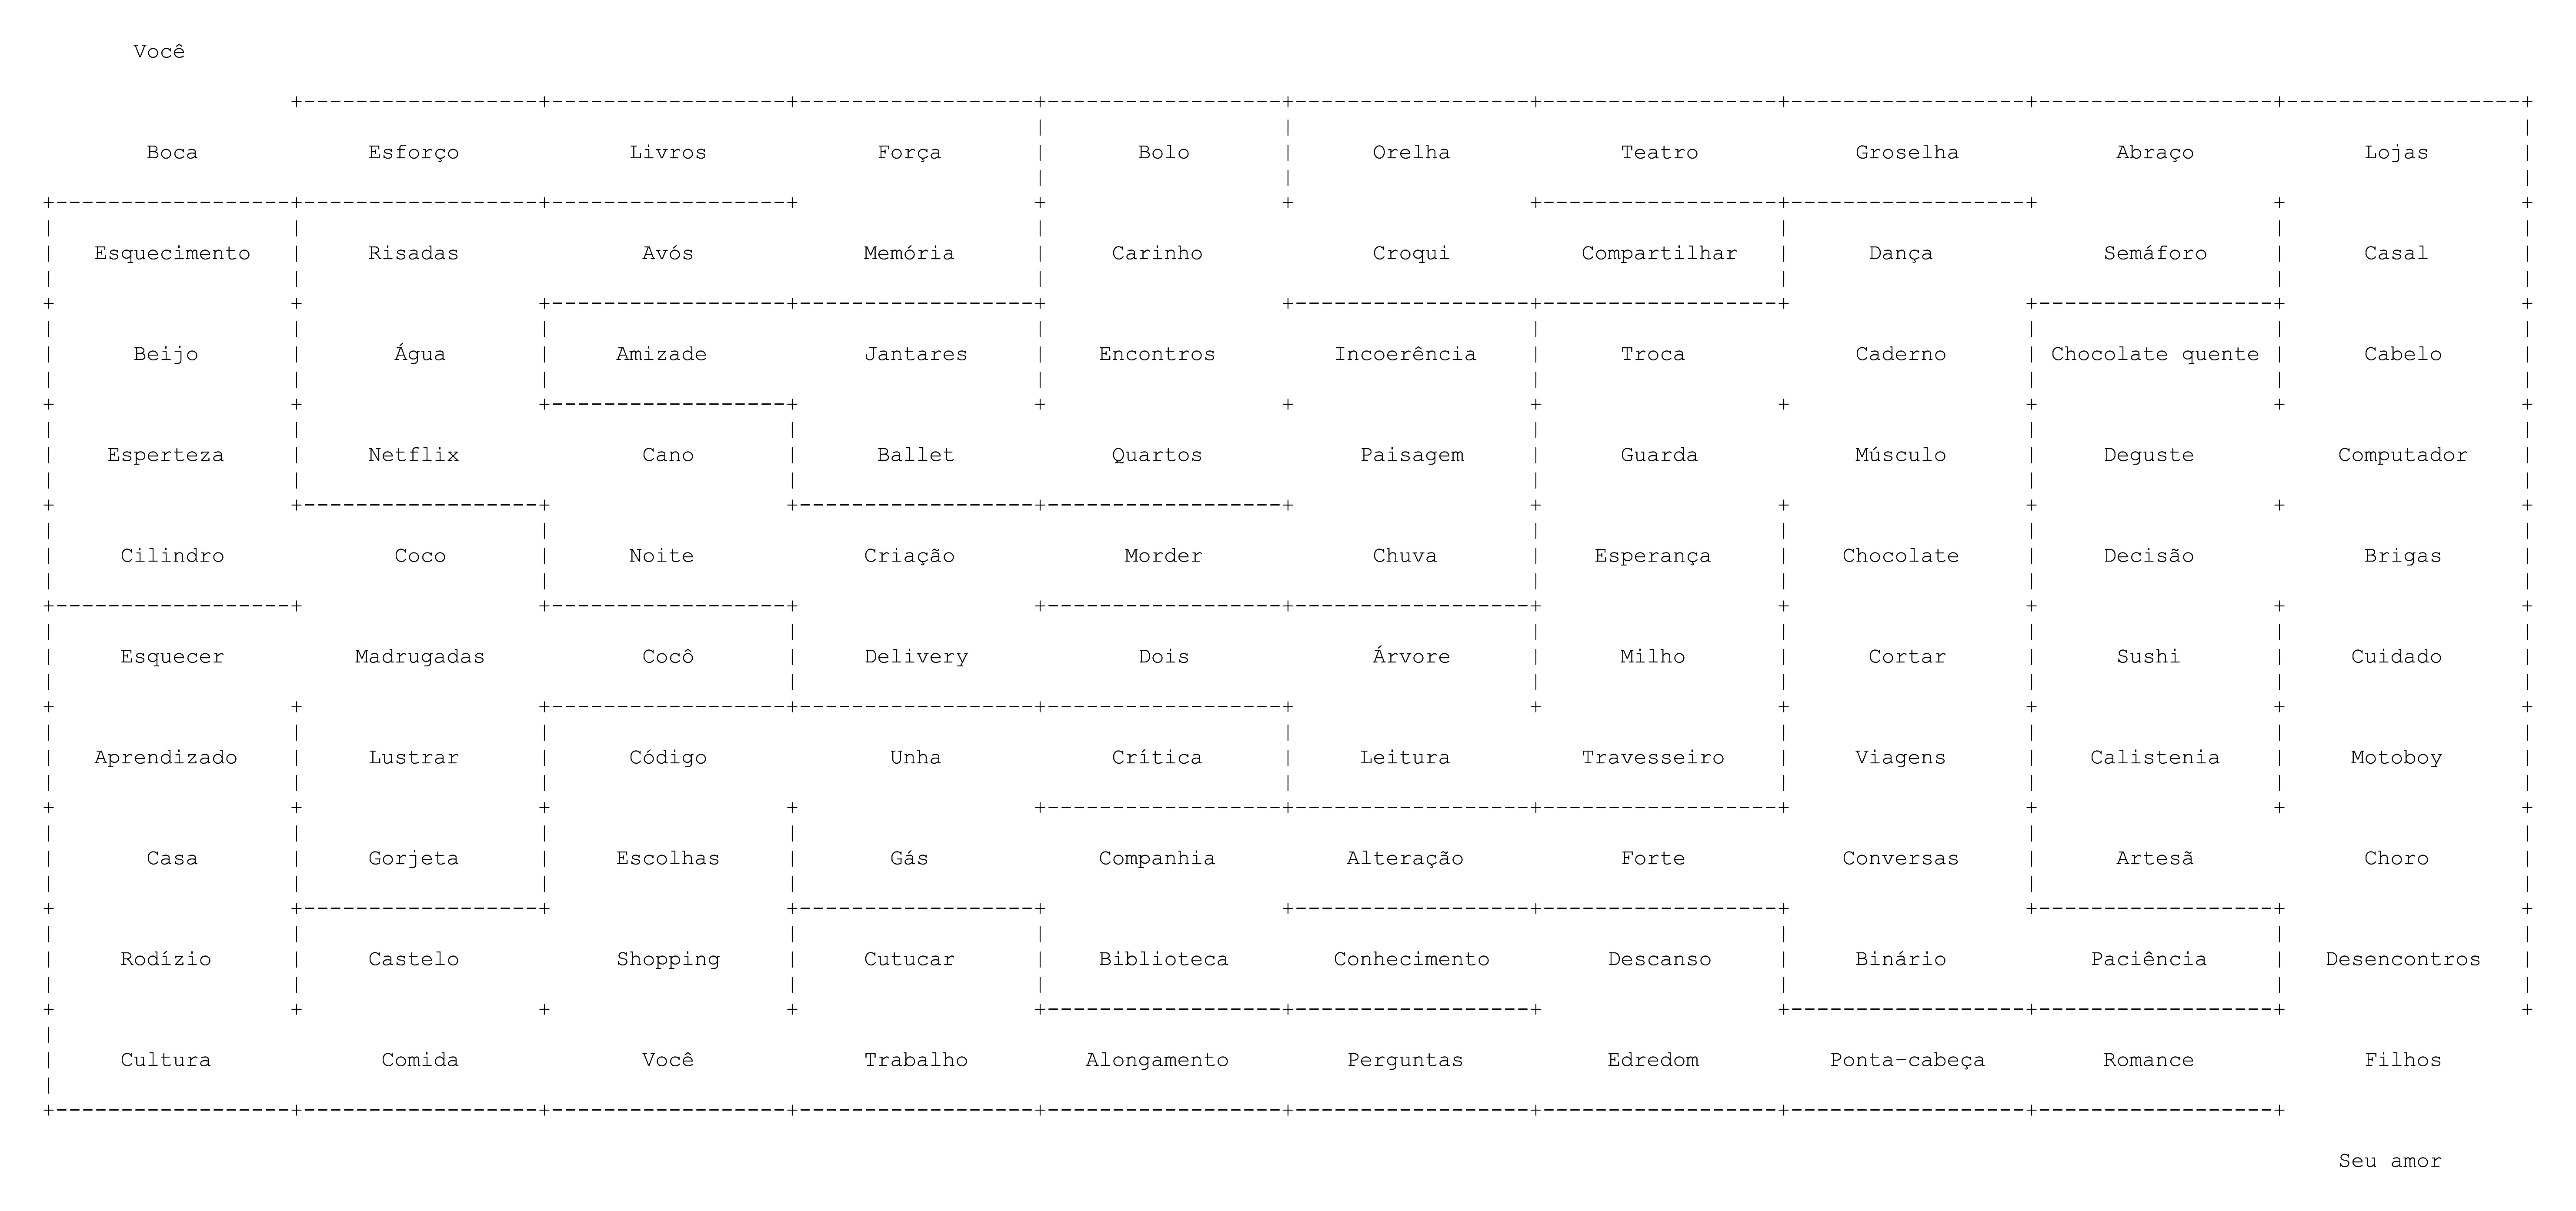 Você
Boca Esforço Livros Força Bolo Orelha Teatro Groselha Abraço Lojas
Esquecimento Risadas Avós Memória Carinho Croqui Compartilhar Dança Semáforo Casal
Beijo Água Amizade Jantares Encontros Incoerência Troca Caderno Chocolate quente Cabelo
Esperteza Netflix Cano Ballet Quartos Paisagem Guarda Músculo Deguste Computador
Cilindro Coco Noite Criação Morder Chuva Esperança Chocolate Decisão Brigas
Esquecer Madrugadas Cocô Delivery Dois Árvore Milho Cortar Sushi Cuidado
Aprendizado Lustrar Código Unha Crítica Leitura Travesseiro Viagens Calistenia Motoboy
Casa Gorjeta Escolhas Gás Companhia Alteração Forte Conversas Artesã Choro
Rodízio Castelo Shopping Cutucar Biblioteca Conhecimento Descanso Binário Paciência Desencontros
Cultura Comida Você Trabalho Alongamento Perguntas Edredom Ponta-cabeça Romance Filhos
Seu amor